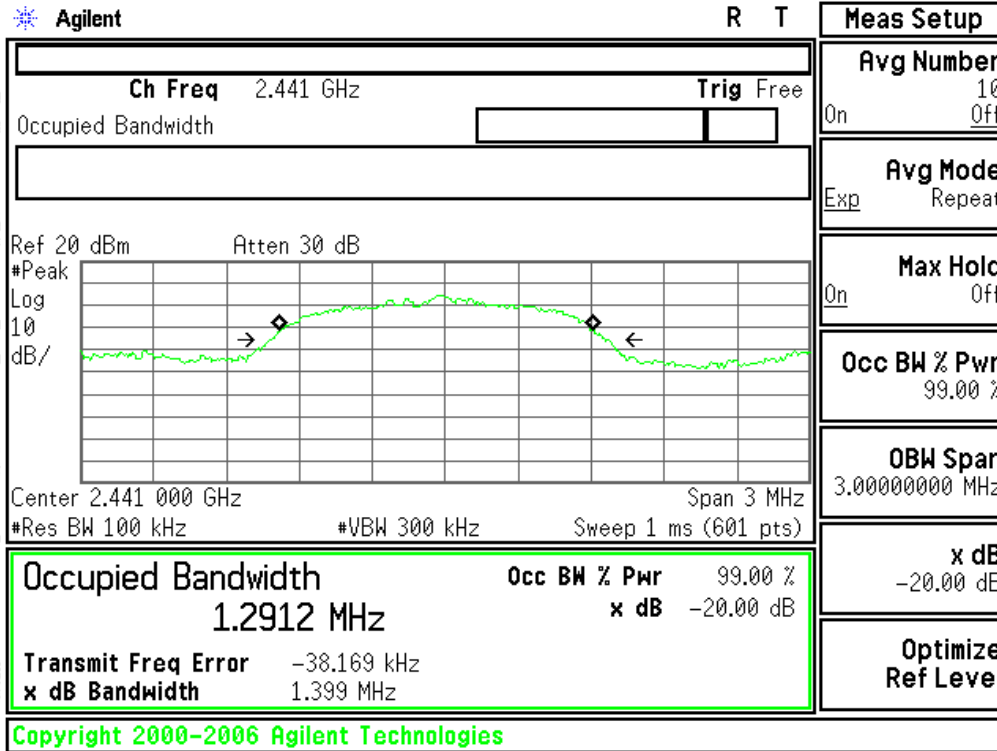 Agilent R T
Ch Freq 2.441 GHz Trig Free
Occupied Bandwidth
Ref 20 dBm Atten 30 dB
#Peak
Log
10
dB/
Center 2.441 000 GHz Span 3 MHz
#Res BW 100 kHz #VBW 300 kHz Sweep 1 ms (601 pts)
Occupied Bandwidth Occ BW % Pwr 99.00 %
1.2912 MHz x dB -20.00 dB
Transmit Freq Error -38.169 kHz
x dB Bandwidth 1.399 MHz
Copyright 2000-2006 Agilent Technologies
Meas Setup
Avg Number
10
On Off
Avg Mode
Exp Repeat
Max Hold
On Off
Occ BW % Pwr
99.00 %
OBW Span
3.00000000 MHz
x dB
-20.00 dB
Optimize
Ref Level